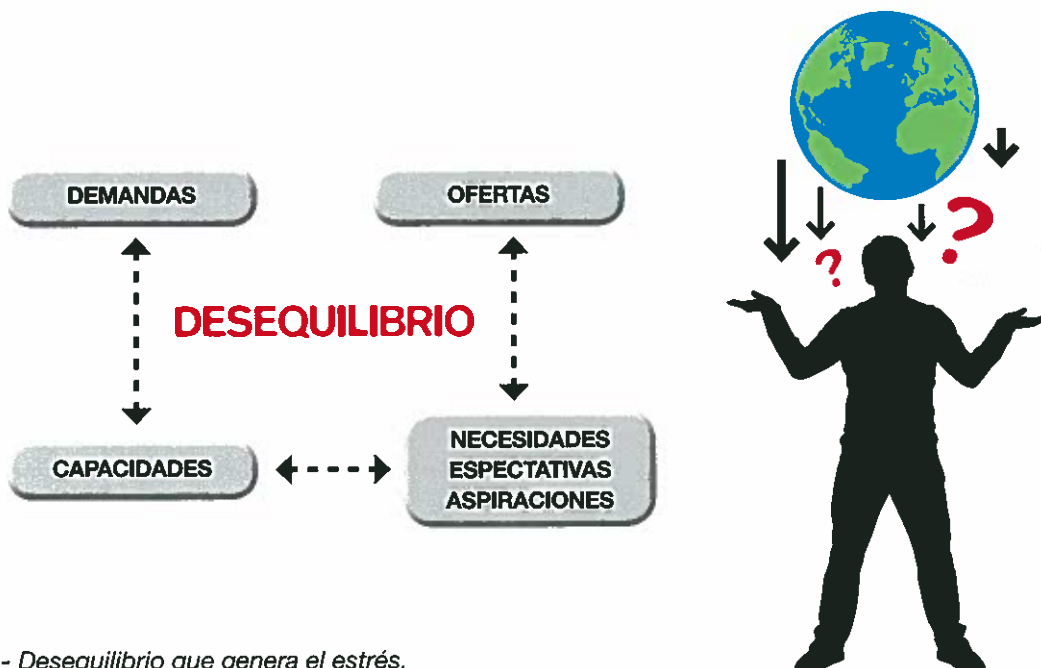 DEMANDAS
OFERTAS
DESEQUILIBRIO
CAPACIDADES
NECESIDADES
ESPECTATIVAS
ASPIRACIONES
?
?
- Desequilibrio que genera el estrés.